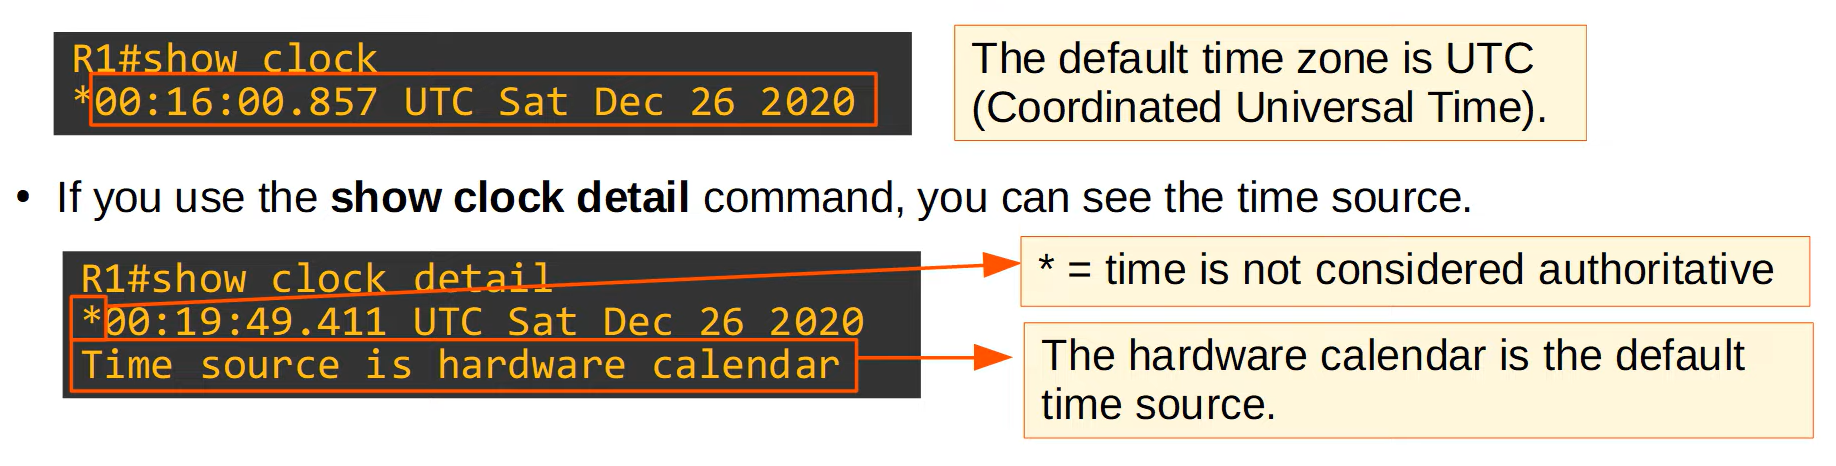 R1#show clock
*00:16:00.857 UTC Sat Dec 26 2020
The default time zone is UTC
(Coordinated Universal Time).
• If you use the show clock detail command, you can see the time source.
R1#show clock detail
*00:19:49.411 UTC Sat Dec 26 2020
Time source is hardware calendar
* = time is not considered authoritative
The hardware calendar is the default
time source.